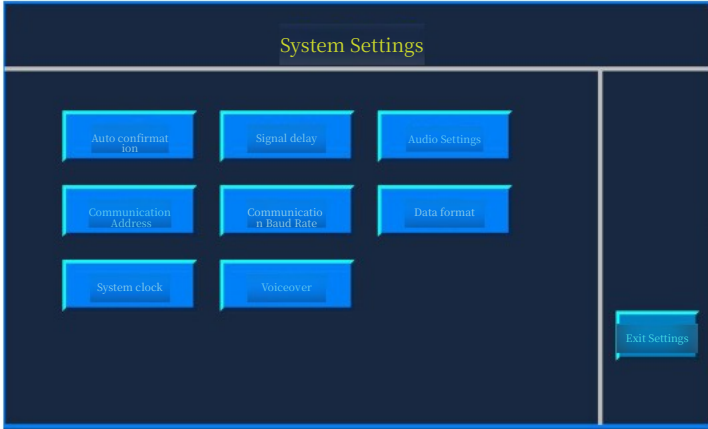 System Settings
Auto confirmat
ion
Signal delay
Audio Settings
Communication
Address
Communicatio
n Baud Rate
Data format
System clock
Voiceover
Exit Settings